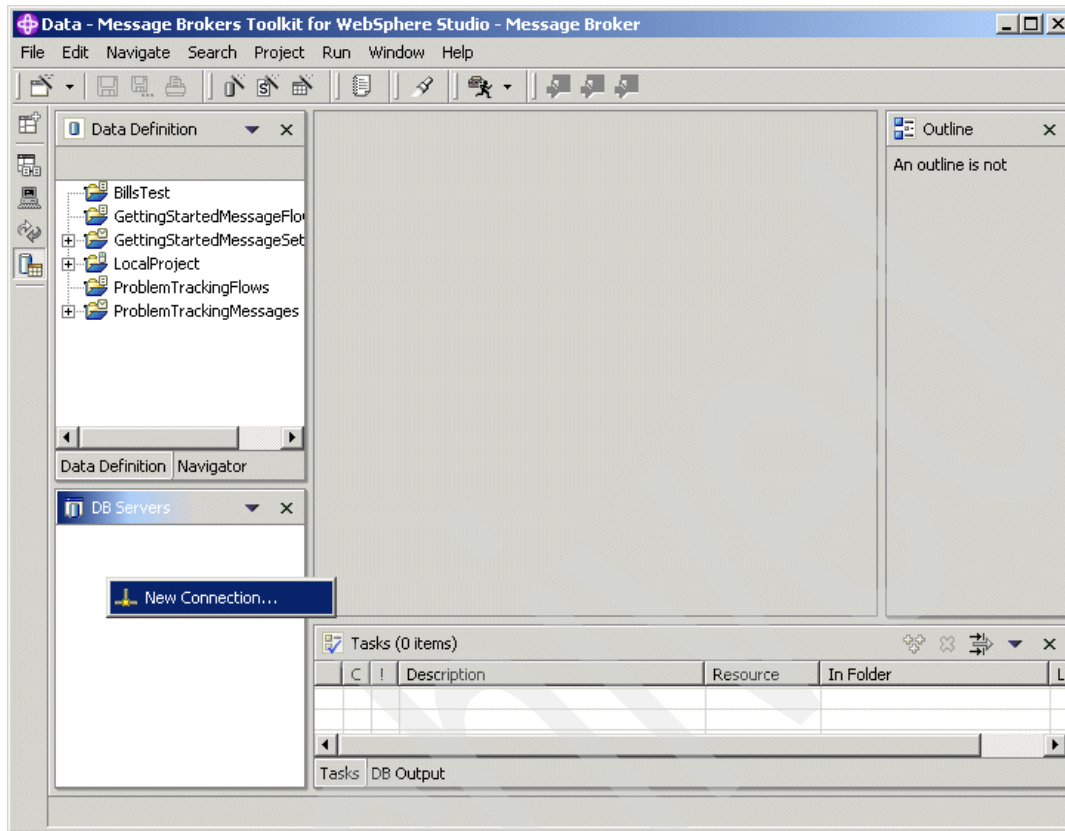 Data - Message Brokers Toolkit for WebSphere Studio - Message Broker
File Edit Navigate Search Project Run Window Help
Data Definition
Outline
An outline is not
BillsTest
GettingStartedMessageFlo
GettingStartedMessageSet
LocalProject
ProblemTrackingFlows
ProblemTrackingMessages
Data Definition Navigator
DB Servers
New Connection...
Tasks (0 items)
C ! Description Resource In Folder L
Tasks DB Output